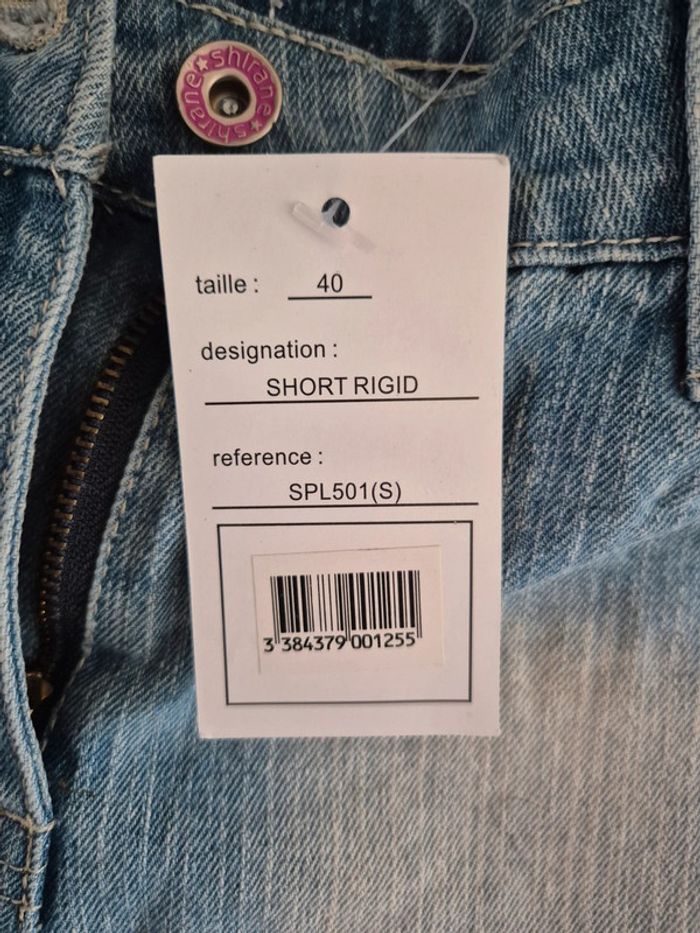 shirane★shirane★
taille : 40
designation :
SHORT RIGID
reference :
SPL501(S)
3 384379 001255